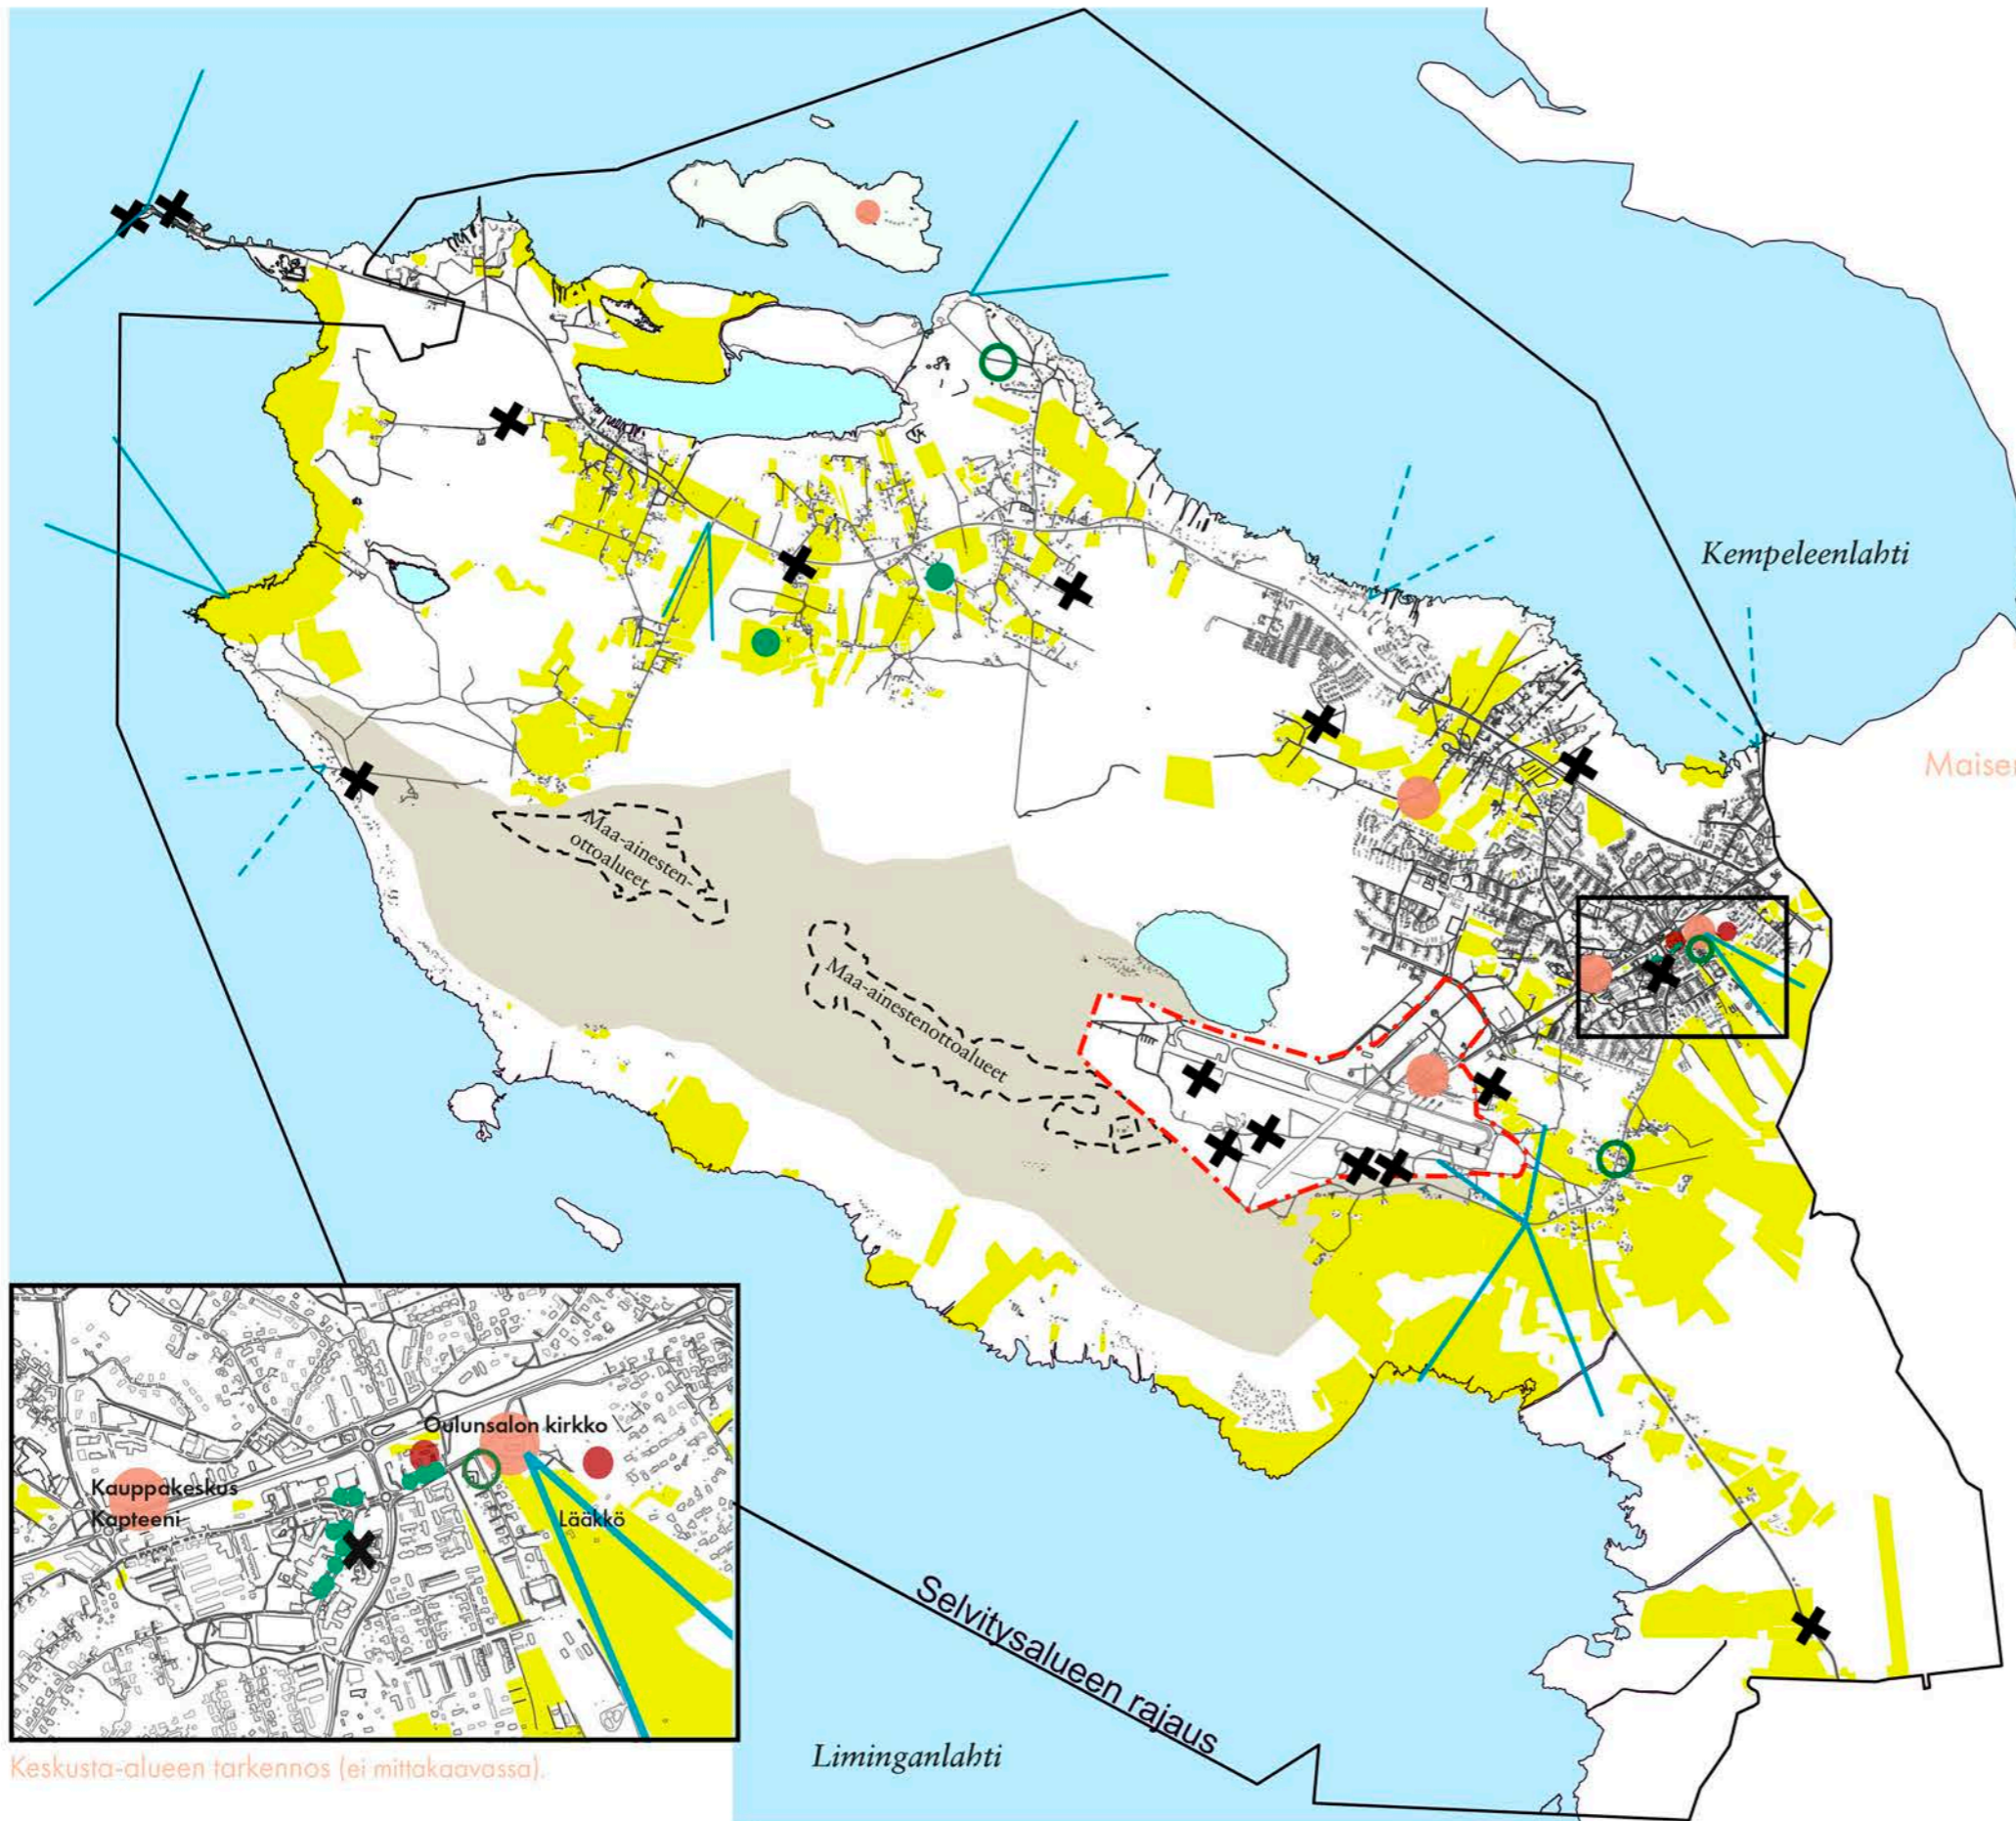 Kempeleenlahti
Maiser
Maa-ainesten-
ottoalueet
Maa-ainestenottoalueet
Oulunsalon kirkko
Kauppakeskus
Kapteeni
Lääkkö
Selvitysalueen rajaus
Liminganlahti
Keskusta-alueen tarkennos (ei mittakaavassa).